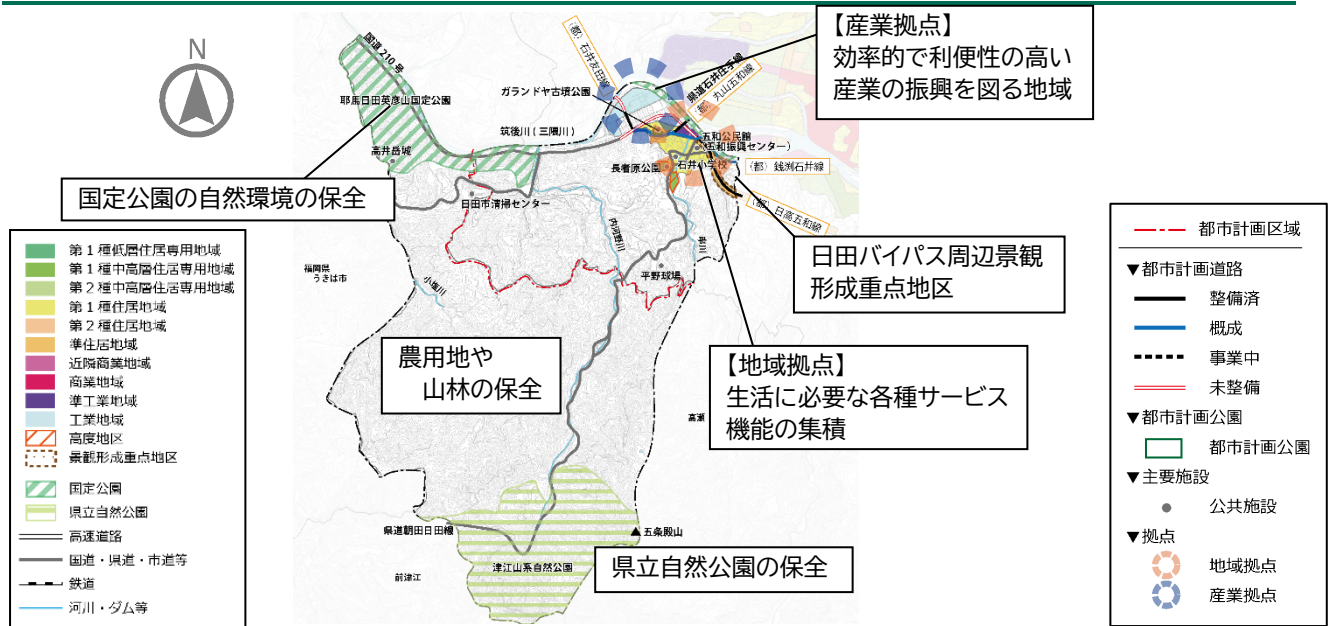 N
国道210号
耶馬日田英彦山国定公園
高井岳城
筑後川(三隈川)
ガランドヤ古墳公園
(都)石井友田線
県道石井庄手線
(都)丸山五和線
五和公民館
(五和振興センター)
石井小学校
長者原公園
(都)銭渕石井線
(都)日高五和線
日田市清掃センター
内河野川
串川
平野球場
小塩川
福岡県
うきは市
高瀬
県道朝田日田線
五条殿山
津江山系自然公園
前津江
【産業拠点】
効率的で利便性の高い
産業の振興を図る地域
国定公園の自然環境の保全
日田バイパス周辺景観
形成重点地区
【地域拠点】
生活に必要な各種サービス
機能の集積
農用地や
山林の保全
県立自然公園の保全
第1種低層住居専用地域
第1種中高層住居専用地域
第2種中高層住居専用地域
第1種住居地域
第2種住居地域
準住居地域
近隣商業地域
商業地域
準工業地域
工業地域
高度地区
景観形成重点地区
国定公園
県立自然公園
高速道路
国道・県道・市道等
鉄道
河川・ダム等
都市計画区域
▼都市計画道路
整備済
概成
事業中
未整備
▼都市計画公園
都市計画公園
▼主要施設
公共施設
▼拠点
地域拠点
産業拠点